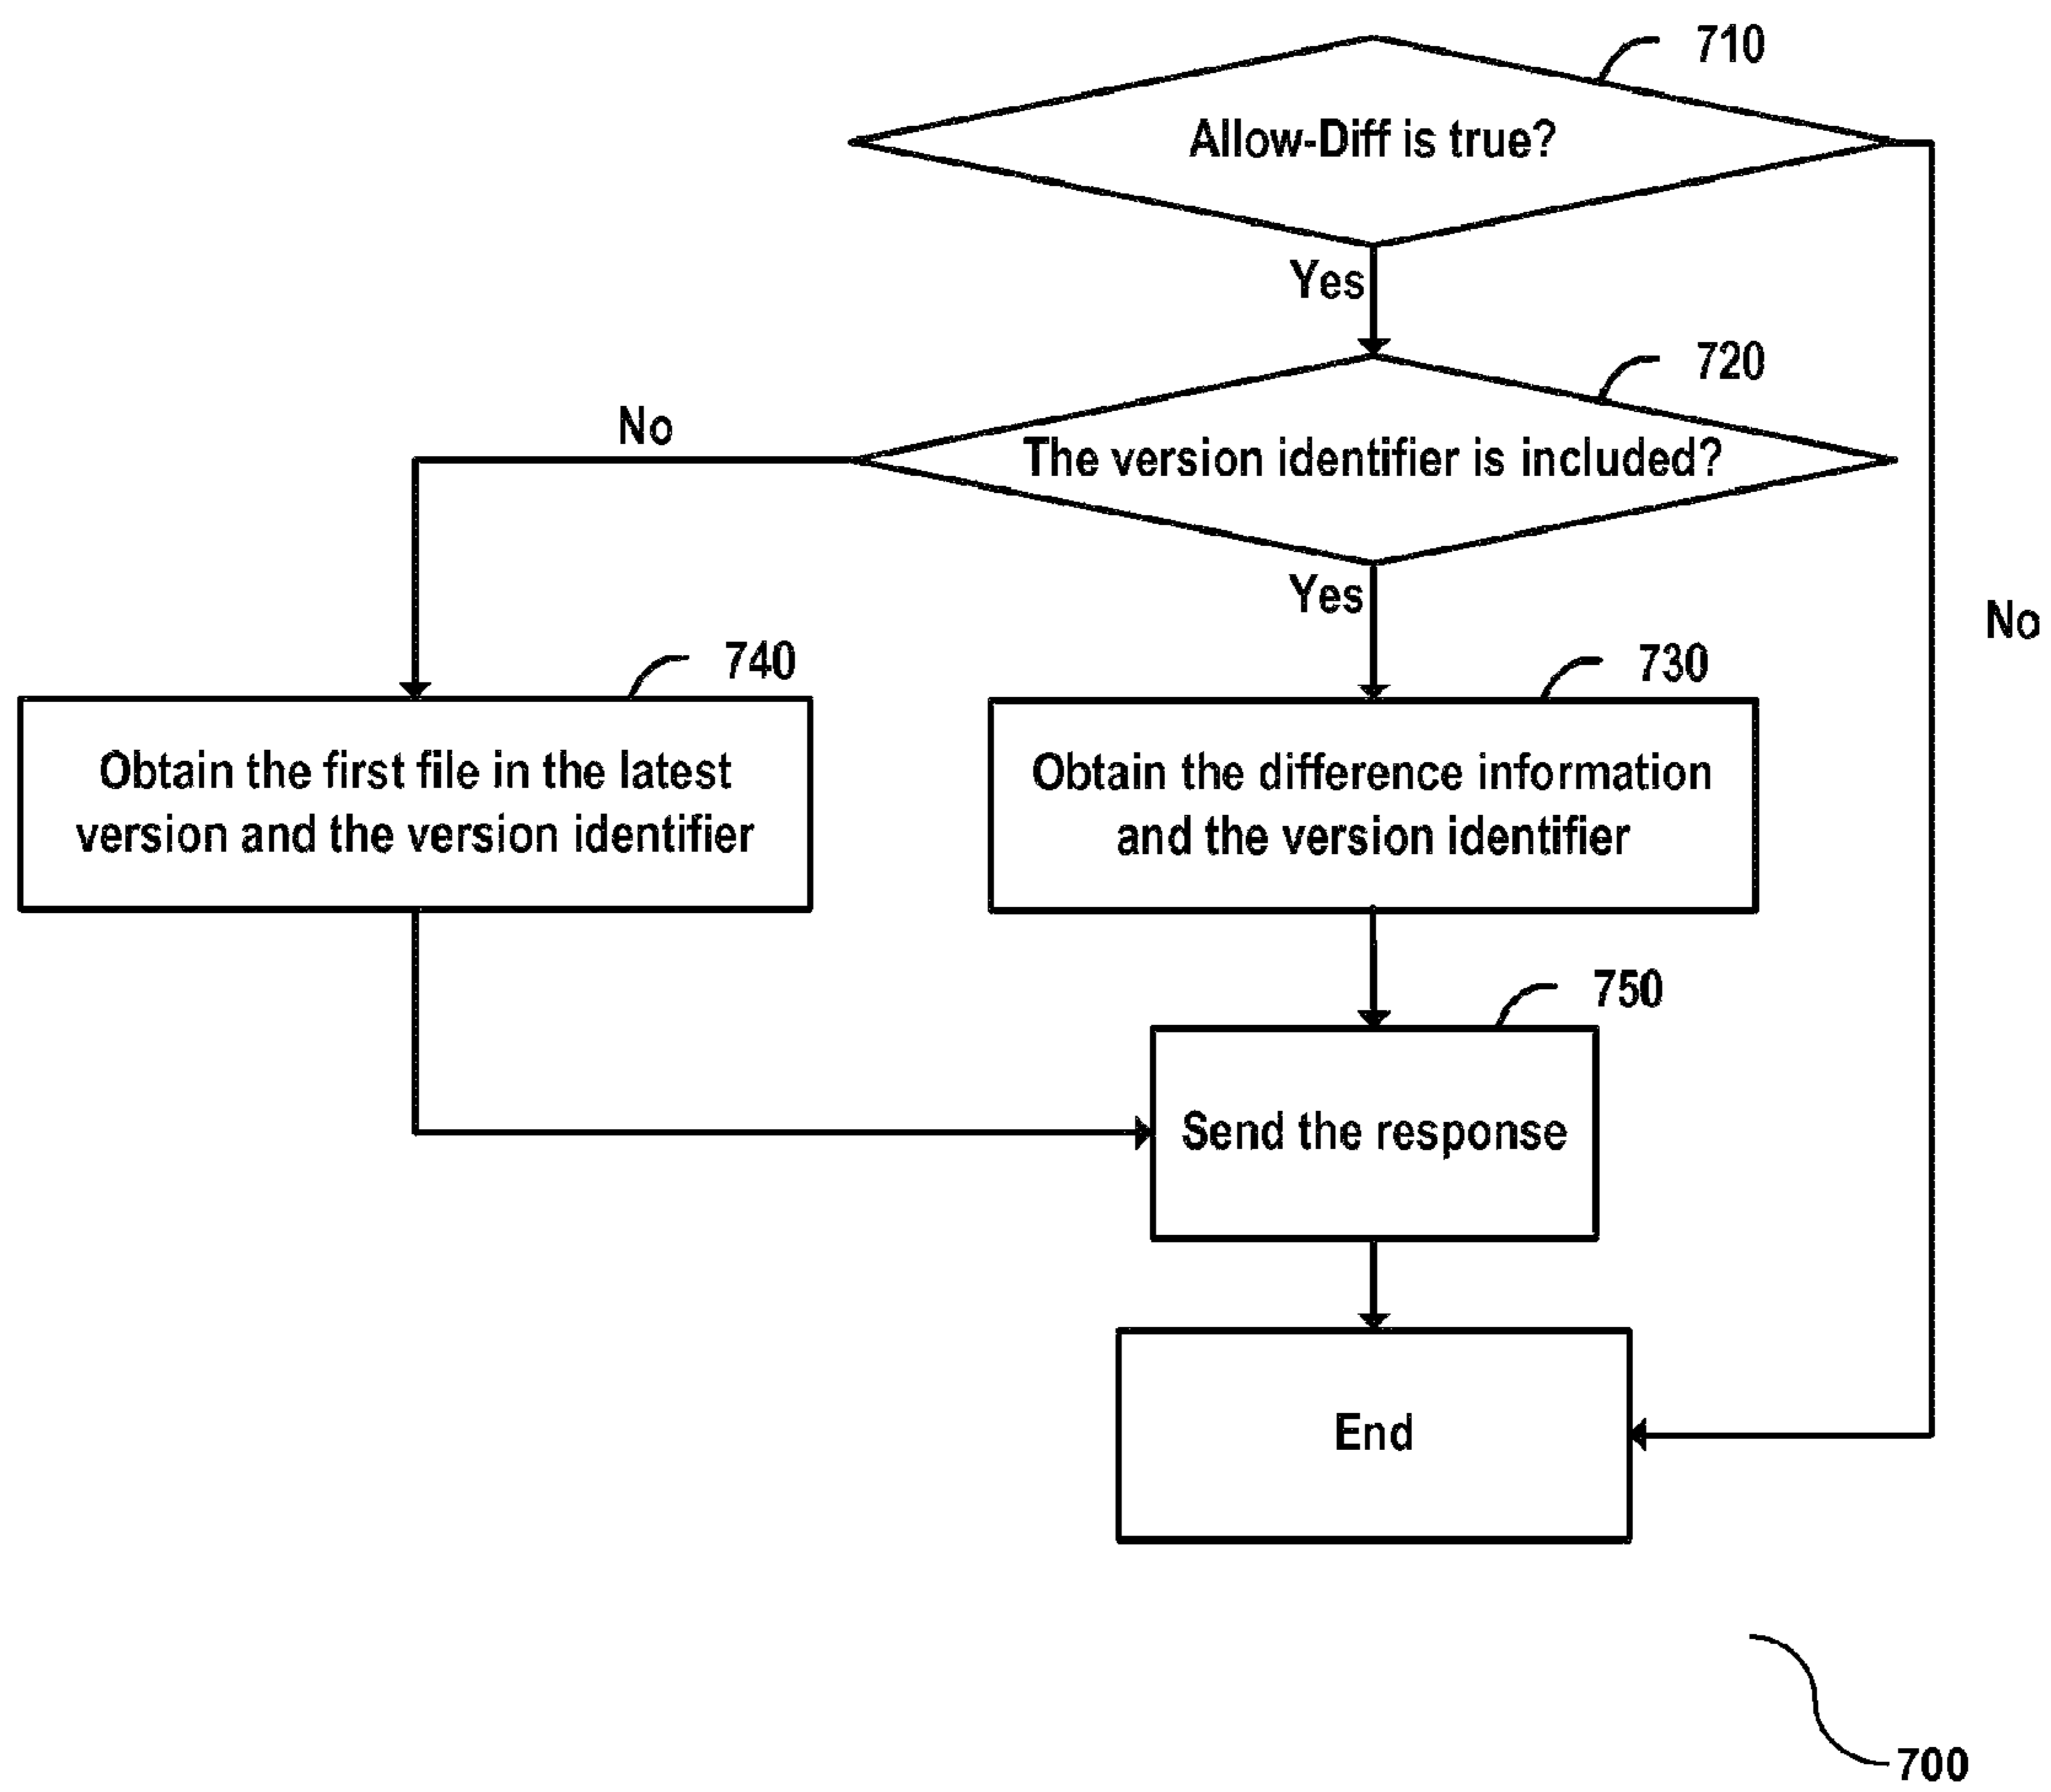 710
Allow-Diff is true?
Yes
720
No
The version identifier is included?
Yes
No
740
730
Obtain the first file in the latest
version and the version identifier
Obtain the difference information
and the version identifier
750
Send the response
End
700